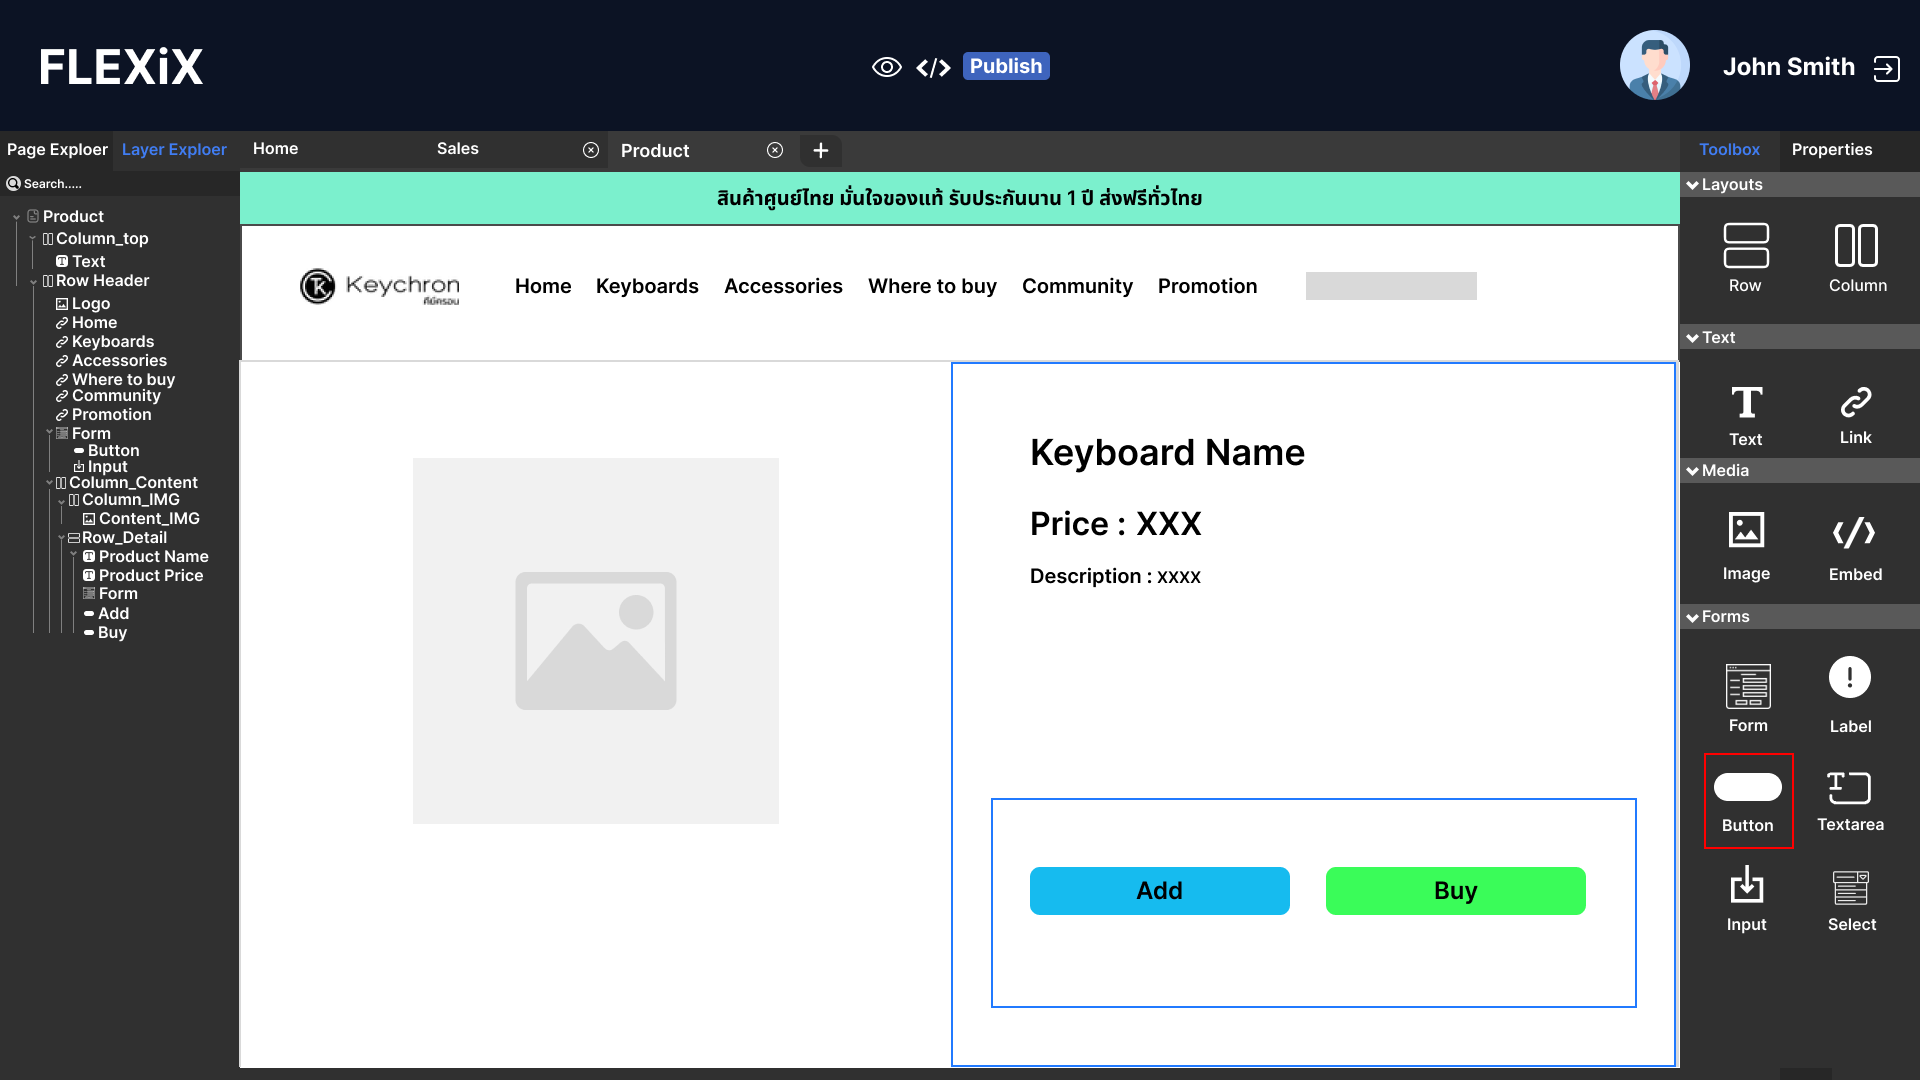 FLEXiX
Publish
John Smith
Page Exploer
Layer Exploer
Home
Sales
Product
Toolbox
Properties
Search.....
Product
Column_top
Text
Row Header
Logo
Home
Keyboards
Accessories
Where to buy
Community
Promotion
Form
Button
Input
Column_Content
Column_IMG
Content_IMG
Row_Detail
Product Name
Product Price
Form
Add
Buy
สินค้าศูนย์ไทย มั่นใจของแท้ รับประกันนาน 1 ปี ส่งฟรีทั่วไทย
Keychron
คีย์ครอน
Home Keyboards Accessories Where to buy Community Promotion
Keyboard Name
Price : XXX
Description : xxxx
Add
Buy
Layouts
Row
Column
Text
Text
Link
Media
Image
Embed
Forms
Form
Label
Button
Textarea
Input
Select